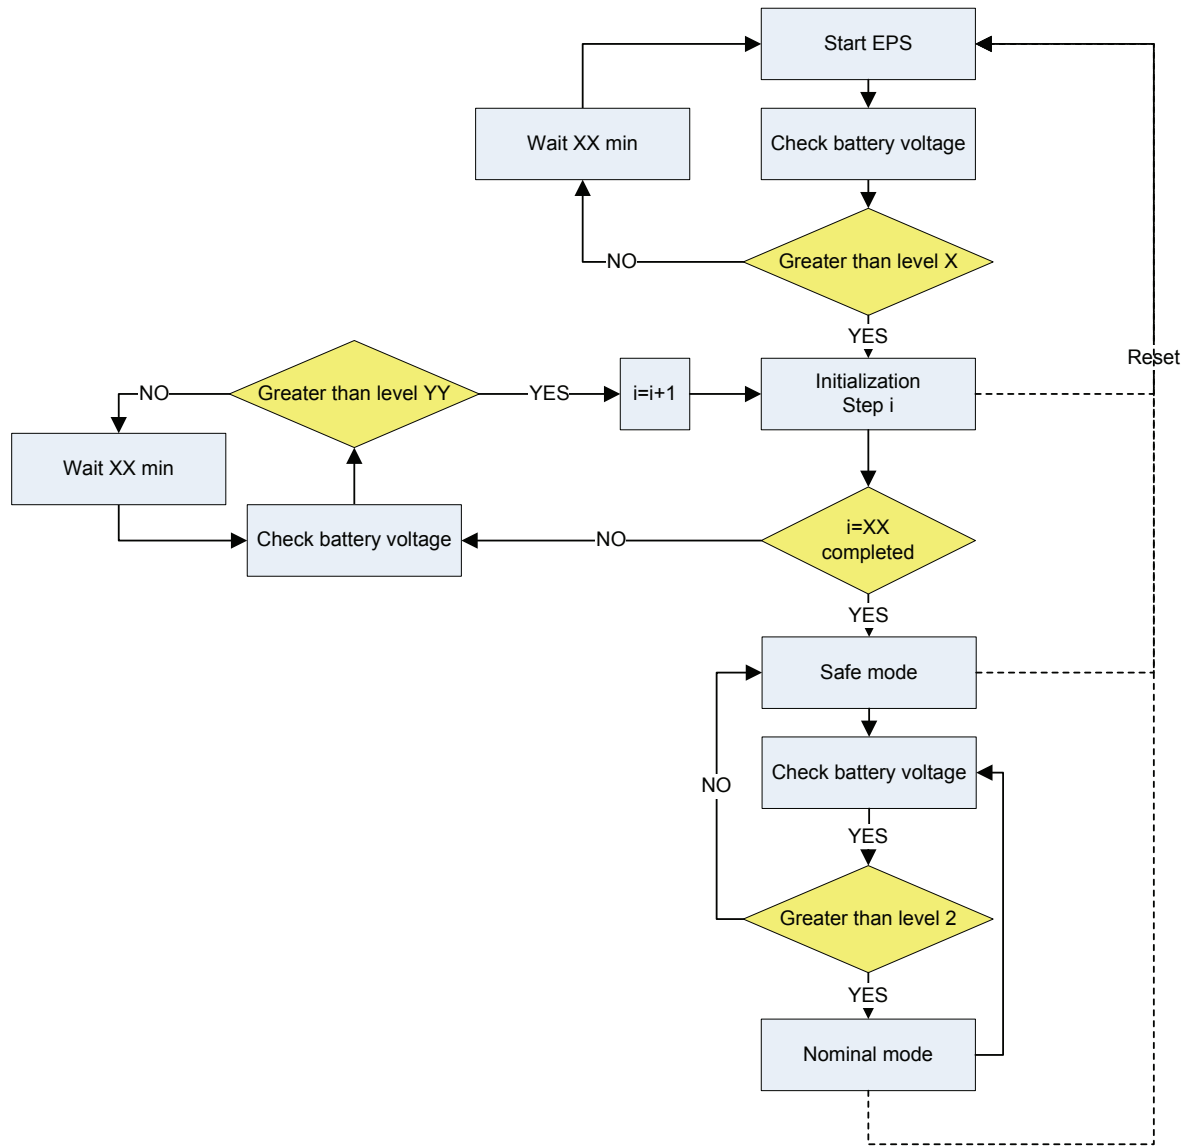 Start EPS
Wait XX min
Check battery voltage
Greater than level X
NO
YES
Reset
Greater than level YY
NO
YES
i=i+1
Initialization
Step i
Wait XX min
Check battery voltage
NO
i=XX
completed
YES
Safe mode
Check battery voltage
NO
YES
Greater than level 2
YES
Nominal mode